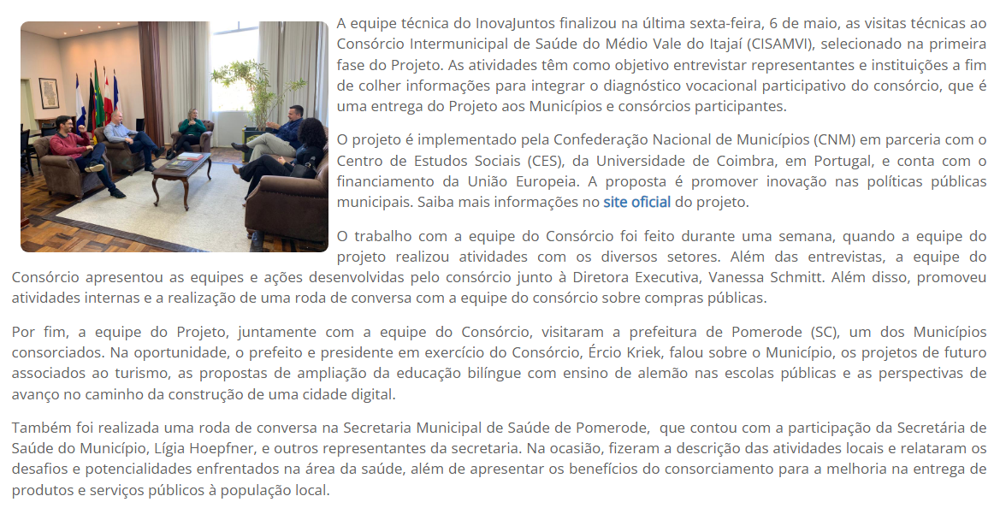 A equipe técnica do InovaJuntos finalizou na última sexta-feira, 6 de maio, as visitas técnicas ao
Consórcio Intermunicipal de Saúde do Médio Vale do Itajaí (CISAMVI), selecionado na primeira
fase do Projeto. As atividades têm como objetivo entrevistar representantes e instituições a fim
de colher informações para integrar o diagnóstico vocacional participativo do consórcio, que é
uma entrega do Projeto aos Municípios e consórcios participantes.
O projeto é implementado pela Confederação Nacional de Municípios (CNM) em parceria com o
Centro de Estudos Sociais (CES), da Universidade de Coimbra, em Portugal, e conta com o
financiamento da União Europeia. A proposta é promover inovação nas políticas públicas
municipais. Saiba mais informações no site oficial do projeto.
O trabalho com a equipe do Consórcio foi feito durante uma semana, quando a equipe do
projeto realizou atividades com os diversos setores. Além das entrevistas, a equipe do
Consórcio apresentou as equipes e ações desenvolvidas pelo consórcio junto à Diretora Executiva, Vanessa Schmitt. Além disso, promoveu
atividades internas e a realização de uma roda de conversa com a equipe do consórcio sobre compras públicas.
Por fim, a equipe do Projeto, juntamente com a equipe do Consórcio, visitaram a prefeitura de Pomerode (SC), um dos Municípios
consorciados. Na oportunidade, o prefeito e presidente em exercício do Consórcio, Ércio Kriek, falou sobre o Município, os projetos de futuro
associados ao turismo, as propostas de ampliação da educação bilíngue com ensino de alemão nas escolas públicas e as perspectivas de
avanço no caminho da construção de uma cidade digital.
Também foi realizada uma roda de conversa na Secretaria Municipal de Saúde de Pomerode,  que contou com a participação da Secretária de
Saúde do Município, Lígia Hoepfner, e outros representantes da secretaria. Na ocasião, fizeram a descrição das atividades locais e relataram os
desafios e potencialidades enfrentados na área da saúde, além de apresentar os benefícios do consorciamento para a melhoria na entrega de
produtos e serviços públicos à população local.